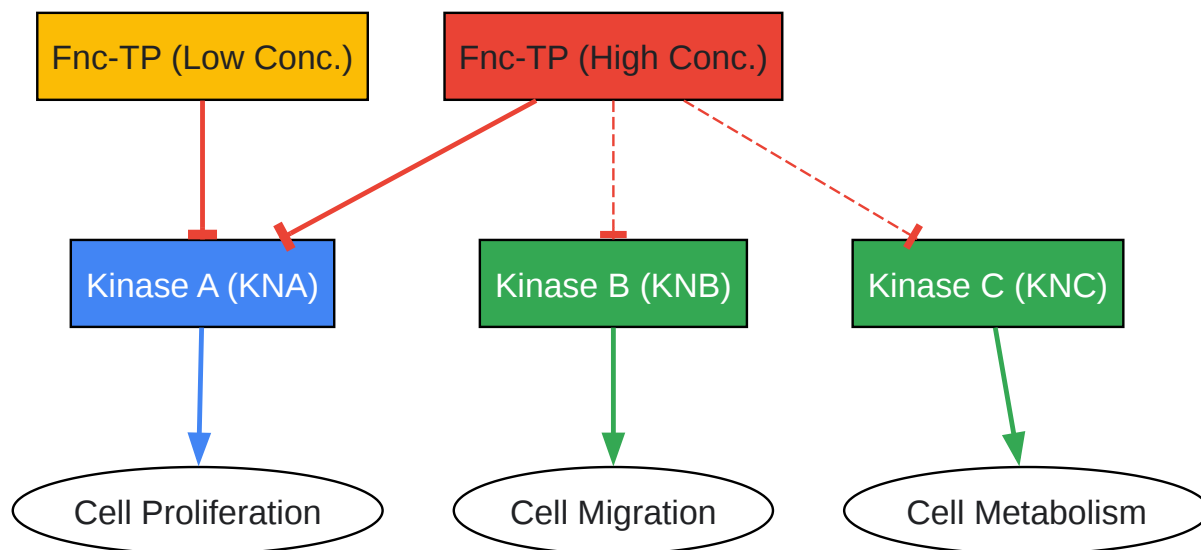 Fnc-TP (Low Conc.)
Fnc-TP (High Conc.)
Kinase A (KNA)
Kinase B (KNB)
Kinase C (KNC)
Cell Proliferation
Cell Migration
Cell Metabolism